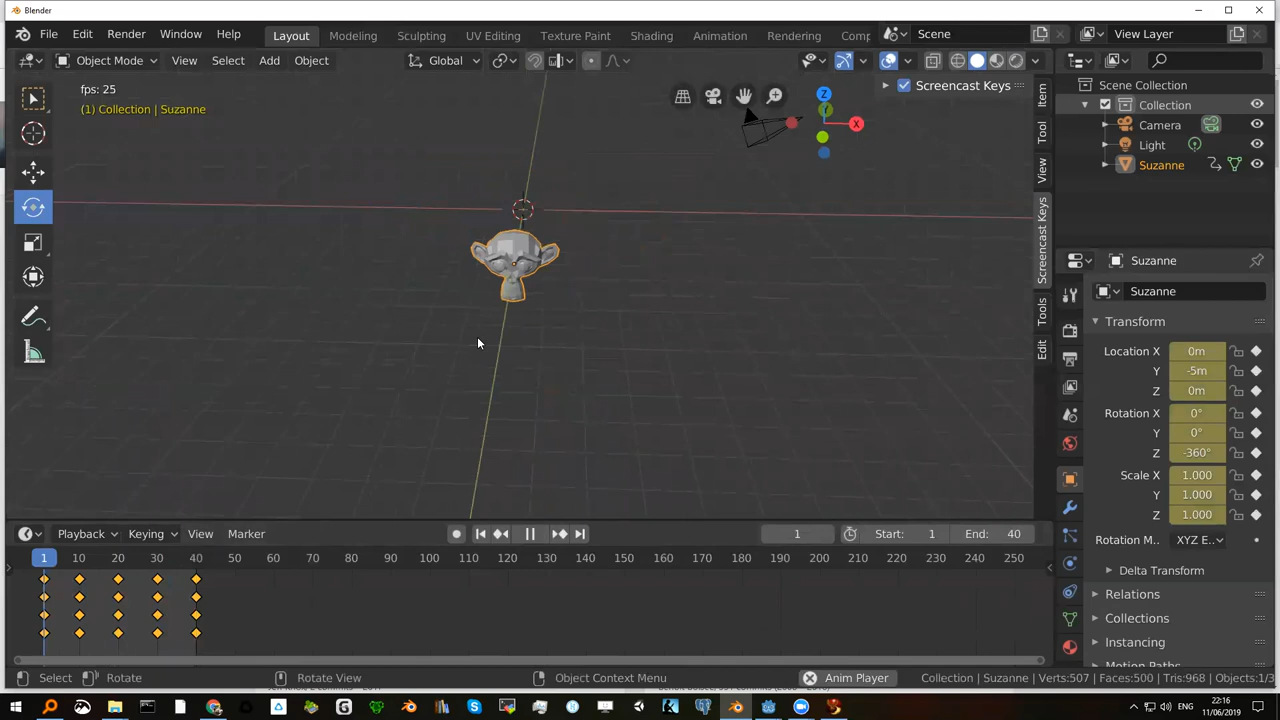 Blender
File Edit Render Window Help Layout Modeling Sculpting UV Editing Texture Paint Shading Animation Rendering Comp Scene View Layer
Object Mode View Select Add Object Global
fps: 25
(1) Collection | Suzanne
Screencast Keys
Z
X
Item
Tool
View
Screencast Keys
Tools
Edit
Scene Collection
Collection
Camera
Light
Suzanne
Suzanne
Suzanne
Transform
Location X 0m
Y -5m
Z 0m
Rotation X 0°
Y 0°
Z -360°
Scale X 1.000
Y 1.000
Z 1.000
Rotation M.. XYZ E..
Delta Transform
Relations
Collections
Instancing
Motion Paths
Playback Keying View Marker 1 Start: 1 End: 40
1 10 20 30 40 50 60 70 80 90 100 110 120 130 140 150 160 170 180 190 200 210 220 230 240 250
Select Rotate Rotate View Object Context Menu Anim Player Collection | Suzanne | Verts:507 | Faces:500 | Tris:968 | Objects:1/3
22:16
11/06/2019